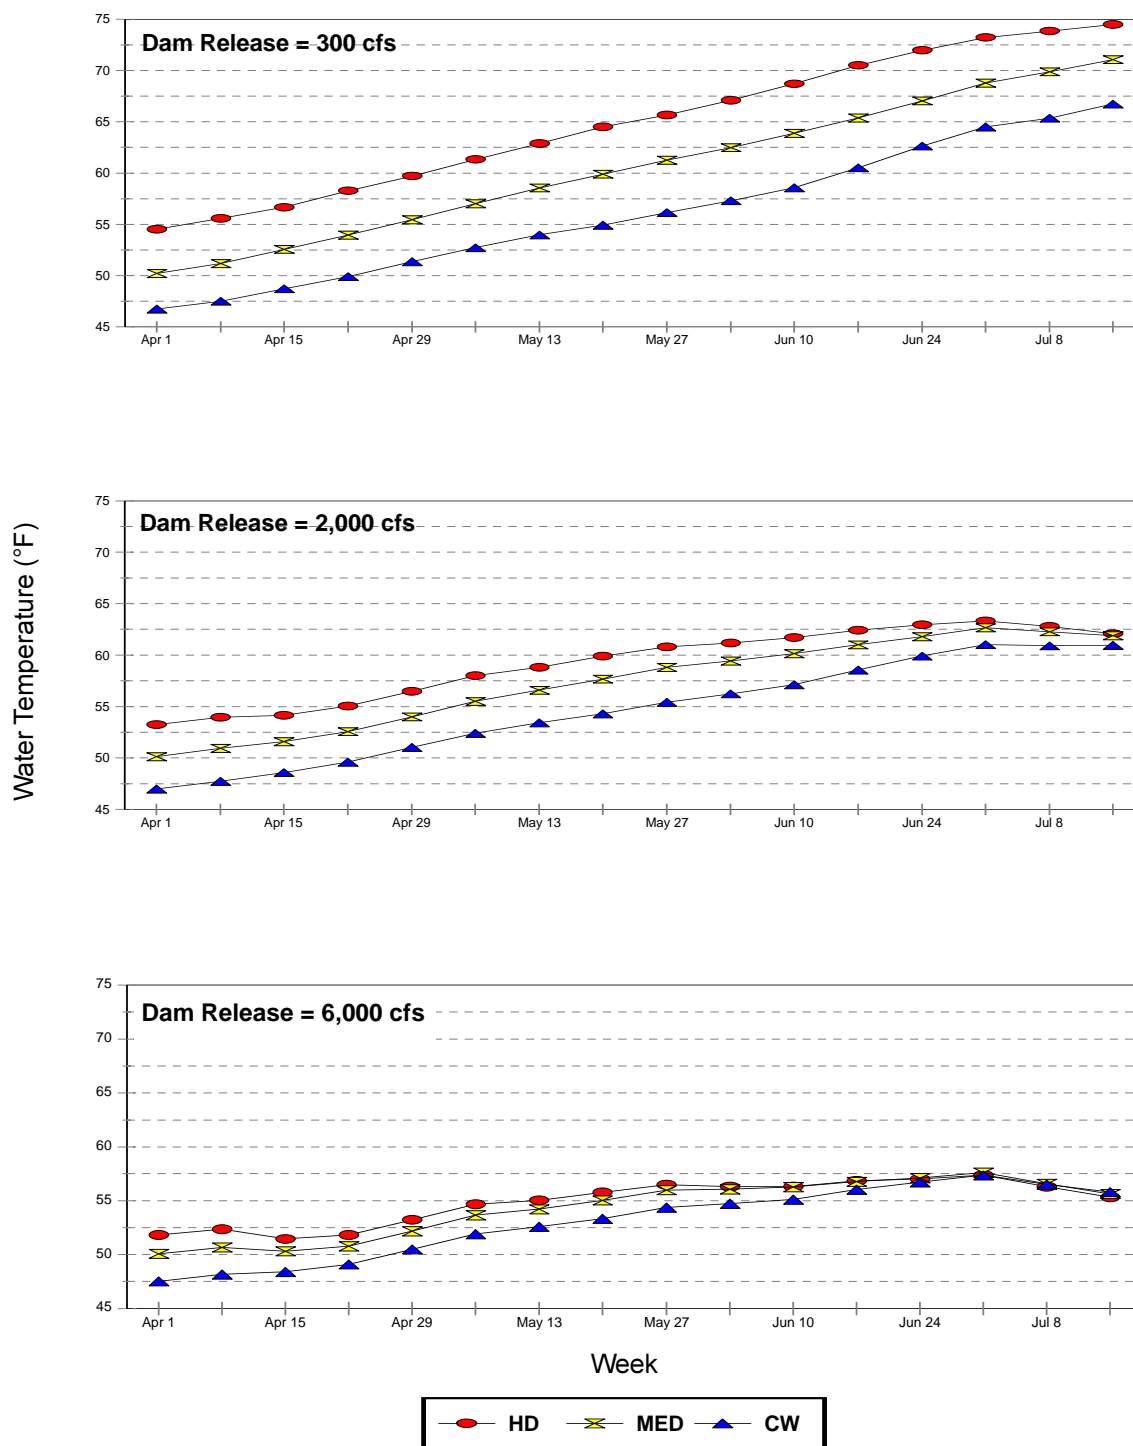 75
Dam Release = 300 cfs
70
65
60
55
50
45
Apr 1 Apr 15 Apr 29 May 13 May 27 Jun 10 Jun 24 Jul 8
Water Temperature (°F)
75
Dam Release = 2,000 cfs
70
65
60
55
50
45
Apr 1 Apr 15 Apr 29 May 13 May 27 Jun 10 Jun 24 Jul 8
75
Dam Release = 6,000 cfs
70
65
60
55
50
45
Apr 1 Apr 15 Apr 29 May 13 May 27 Jun 10 Jun 24 Jul 8
Week
HD MED CW